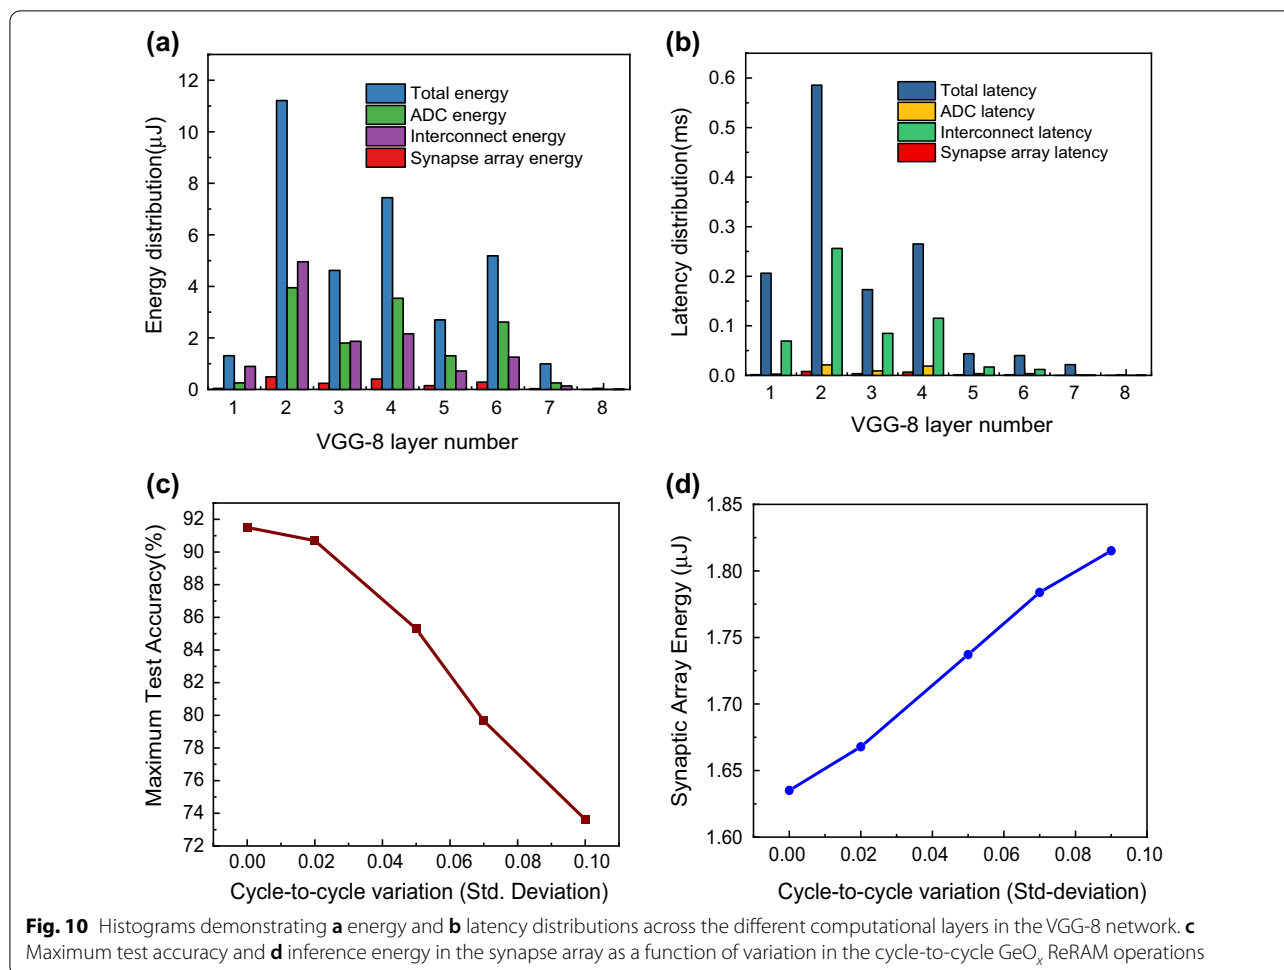 (a)
Energy distribution(μJ)
12
10
8
6
4
2
0
Total energy
ADC energy
Interconnect energy
Synapse array energy
1 2 3 4 5 6 7 8
VGG-8 layer number
(b)
Latency distribution(ms)
0.6
0.5
0.4
0.3
0.2
0.1
0.0
Total latency
ADC latency
Interconnect latency
Synapse array latency
1 2 3 4 5 6 7 8
VGG-8 layer number
(c)
Maximum Test Accuracy(%)
92
90
88
86
84
82
80
78
76
74
72
0.00 0.02 0.04 0.06 0.08 0.10
Cycle-to-cycle variation (Std. Deviation)
(d)
Synaptic Array Energy (μJ)
1.85
1.80
1.75
1.70
1.65
1.60
0.00 0.02 0.04 0.06 0.08 0.10
Cycle-to-cycle variation (Std-deviation)
Fig. 10 Histograms demonstrating a energy and b latency distributions across the different computational layers in the VGG-8 network. c
Maximum test accuracy and d inference energy in the synapse array as a function of variation in the cycle-to-cycle GeOx ReRAM operations